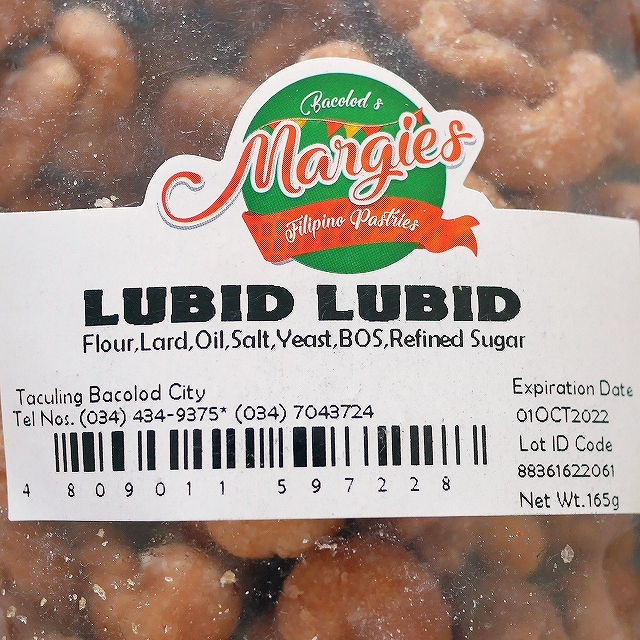 Bacolod's
Margies
Filipino Pastries
LUBID LUBID
Flour,Lard,Oil,Salt,Yeast,BOS,Refined Sugar
Taculing Bacolod City
Tel Nos. (034) 434-9375* (034) 7043724
4 809011 597228
Expiration Date
01OCT2022
Lot ID Code
88361622061
Net Wt.165g